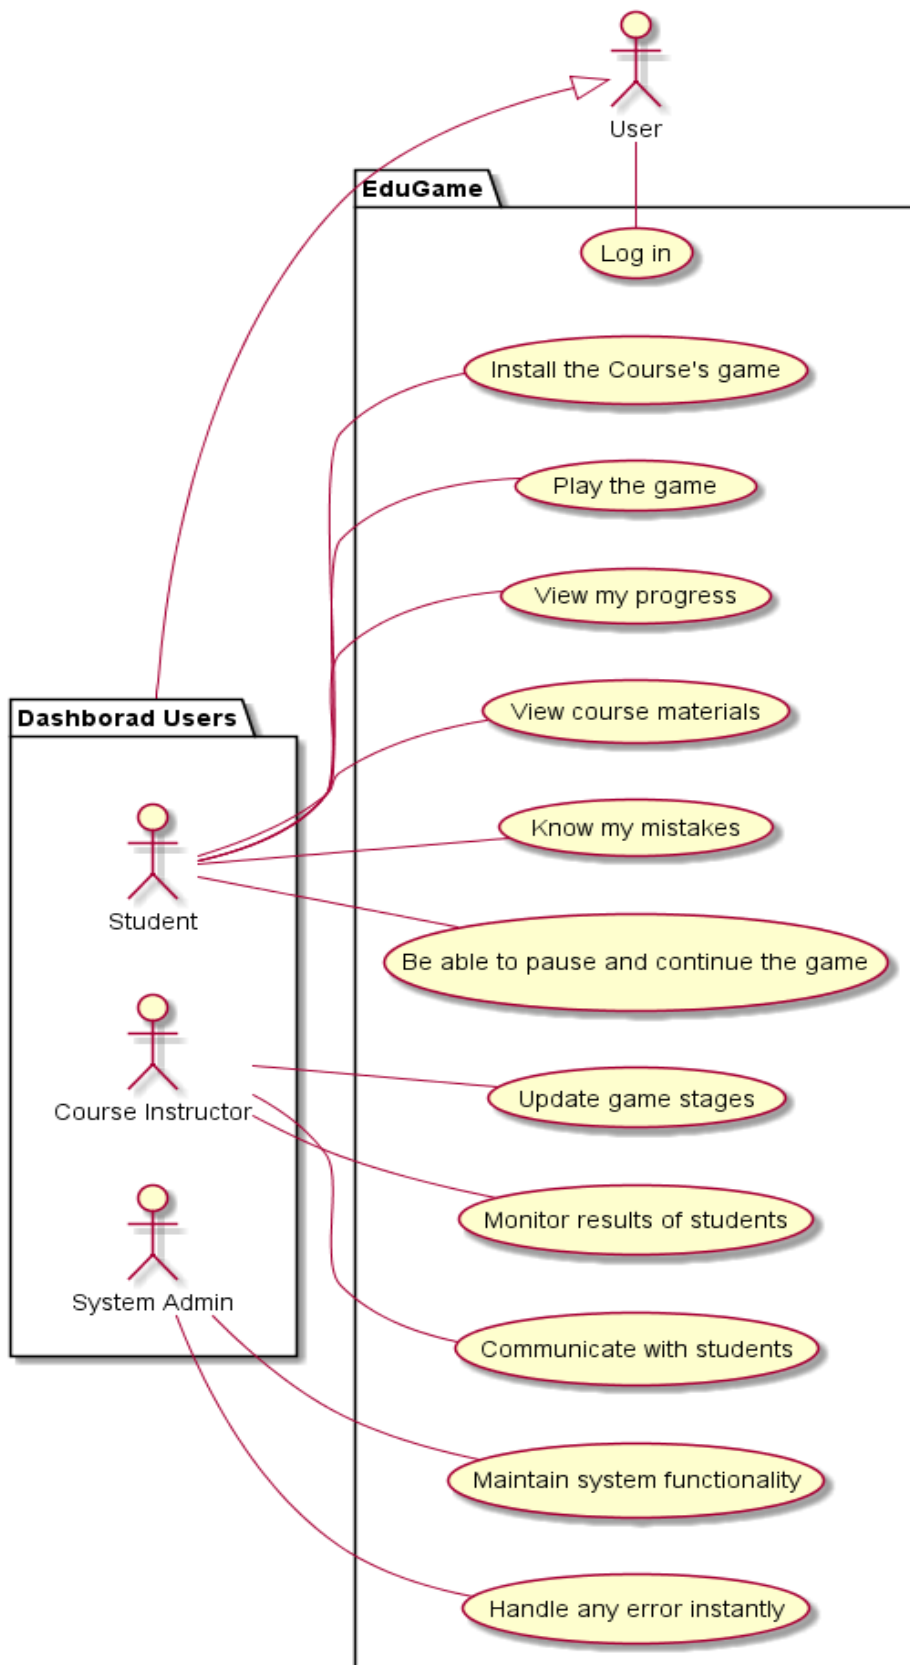 User
EduGame
Log in
Install the Course's game
Play the game
View my progress
Dashborad Users
View course materials
Know my mistakes
Student
Be able to pause and continue the game
Update game stages
Course Instructor
Monitor results of students
System Admin
Communicate with students
Maintain system functionality
Handle any error instantly